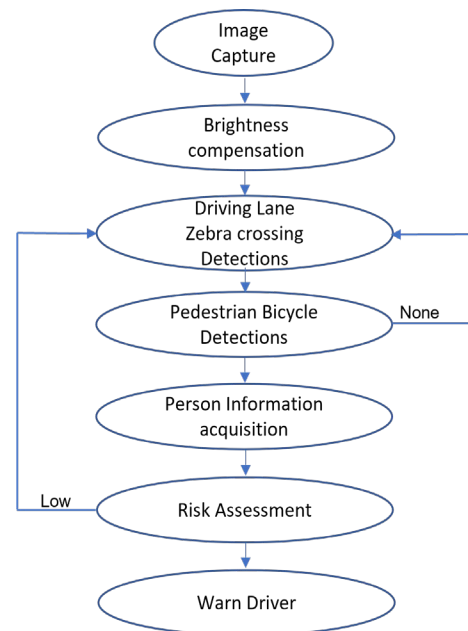 Image
Capture
Brightness
compensation
Driving Lane
Zebra crossing
Detections
Pedestrian Bicycle
Detections
None
Person Information
acquisition
Low
Risk Assessment
Warn Driver